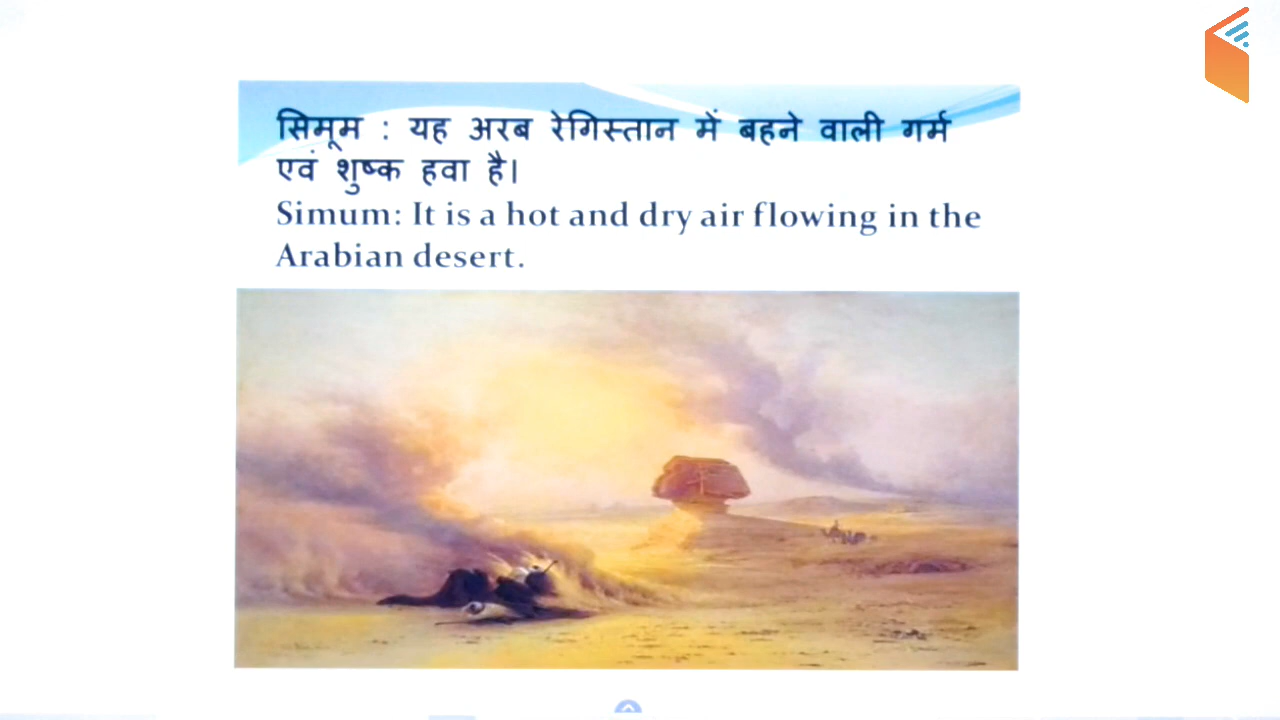 सिमूम : यह अरब रेगिस्तान में बहने वाली गर्म
एवं शुष्क हवा है।
Simum: It is a hot and dry air flowing in the
Arabian desert.